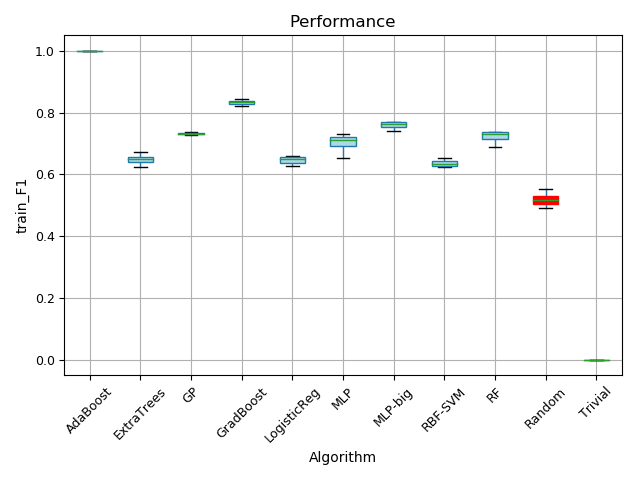 Performance
train_F1
1.0
0.8
0.6
0.4
0.2
0.0
AdaBoost
ExtraTrees
GP
GradBoost
LogisticReg
MLP
MLP-big
RBF-SVM
RF
Random
Trivial
Algorithm